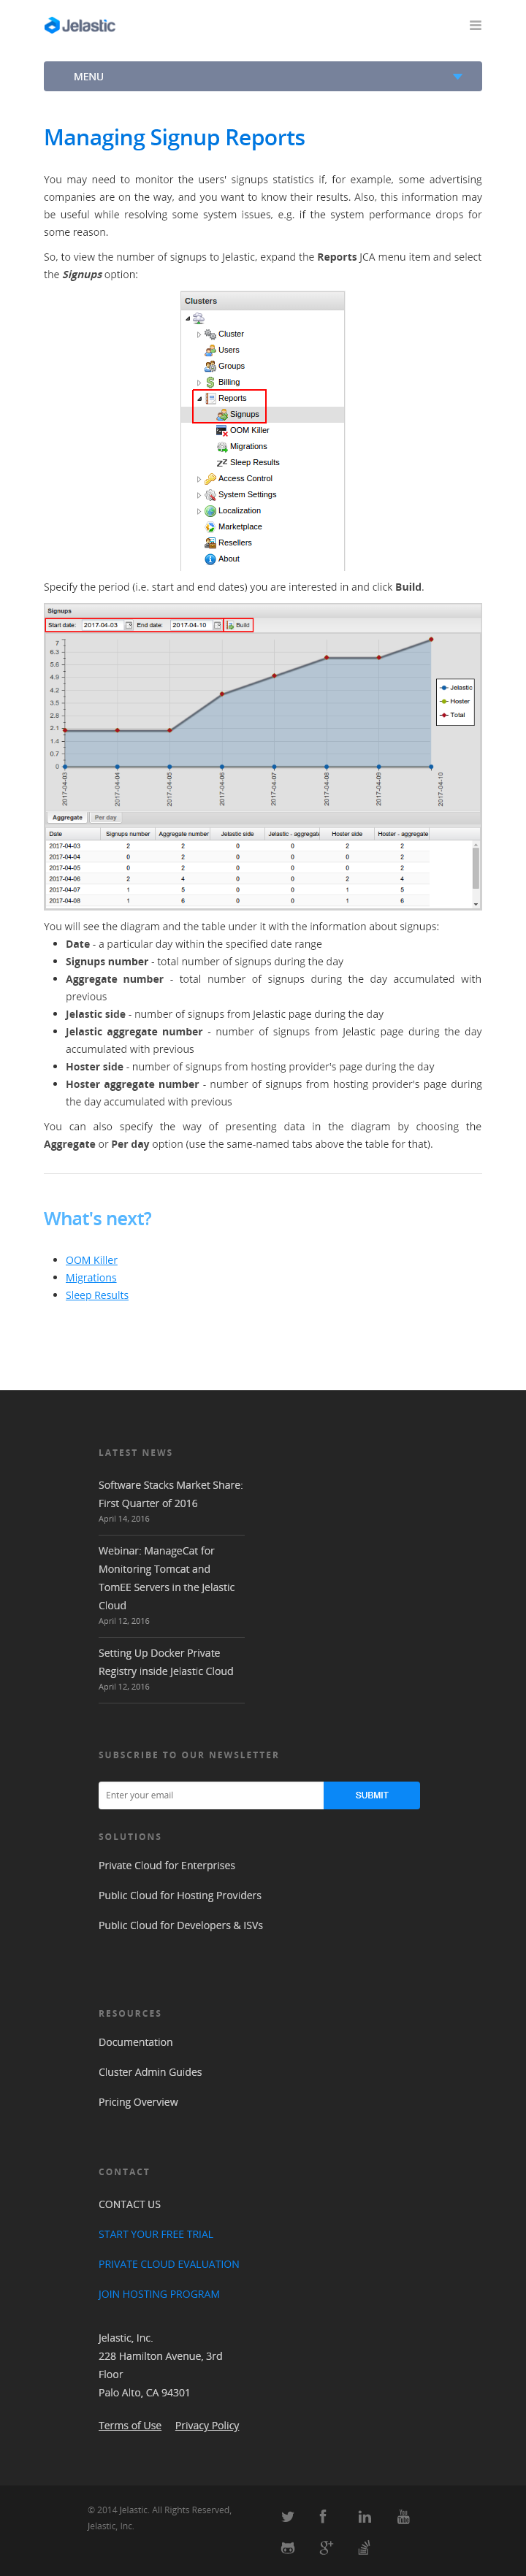 Jelastic
MENU
Managing Signup Reports
You may need to monitor the users' signups statistics if, for example, some advertising
companies are on the way, and you want to know their results. Also, this information may
be useful while resolving some system issues, e.g. if the system performance drops for
some reason.
So, to view the number of signups to Jelastic, expand the Reports JCA menu item and select
the Signups option:
Clusters
Cluster
Users
Groups
Billing
Reports
Signups
OOM Killer
Migrations
Sleep Results
Access Control
System Settings
Localization
Marketplace
Resellers
About
Specify the period (i.e. start and end dates) you are interested in and click Build.
Signups
Start date: 2017-04-03 End date: 2017-04-10 Build
7
6.3
5.6
4.9
4.2
3.5
2.8
2.1
1.4
0.7
0
Jelastic
Hoster
Total
2017-04-03 2017-04-04 2017-04-05 2017-04-06 2017-04-07 2017-04-08 2017-04-09 2017-04-10
Aggregate Per day
Date Signups number Aggregate number Jelastic side Jelastic - aggregate Hoster side Hoster - aggregate
2017-04-03 2 2 0 0 2 2
2017-04-04 0 2 0 0 0 2
2017-04-05 0 2 0 0 0 2
2017-04-06 2 4 0 0 2 4
2017-04-07 1 5 0 0 1 5
2017-04-08 1 6 0 0 1 6
You will see the diagram and the table under it with the information about signups:
Date - a particular day within the specified date range
Signups number - total number of signups during the day
Aggregate number - total number of signups during the day accumulated with
previous
Jelastic side - number of signups from Jelastic page during the day
Jelastic aggregate number - number of signups from Jelastic page during the day
accumulated with previous
Hoster side - number of signups from hosting provider's page during the day
Hoster aggregate number - number of signups from hosting provider's page during
the day accumulated with previous
You can also specify the way of presenting data in the diagram by choosing the
Aggregate or Per day option (use the same-named tabs above the table for that).
What's next?
OOM Killer
Migrations
Sleep Results
LATEST NEWS
Software Stacks Market Share:
First Quarter of 2016
April 14, 2016
Webinar: ManageCat for
Monitoring Tomcat and
TomEE Servers in the Jelastic
Cloud
April 12, 2016
Setting Up Docker Private
Registry inside Jelastic Cloud
April 12, 2016
SUBSCRIBE TO OUR NEWSLETTER
Enter your email
SUBMIT
SOLUTIONS
Private Cloud for Enterprises
Public Cloud for Hosting Providers
Public Cloud for Developers & ISVs
RESOURCES
Documentation
Cluster Admin Guides
Pricing Overview
CONTACT
CONTACT US
START YOUR FREE TRIAL
PRIVATE CLOUD EVALUATION
JOIN HOSTING PROGRAM
Jelastic, Inc.
228 Hamilton Avenue, 3rd
Floor
Palo Alto, CA 94301
Terms of Use Privacy Policy
© 2014 Jelastic. All Rights Reserved,
Jelastic, Inc.